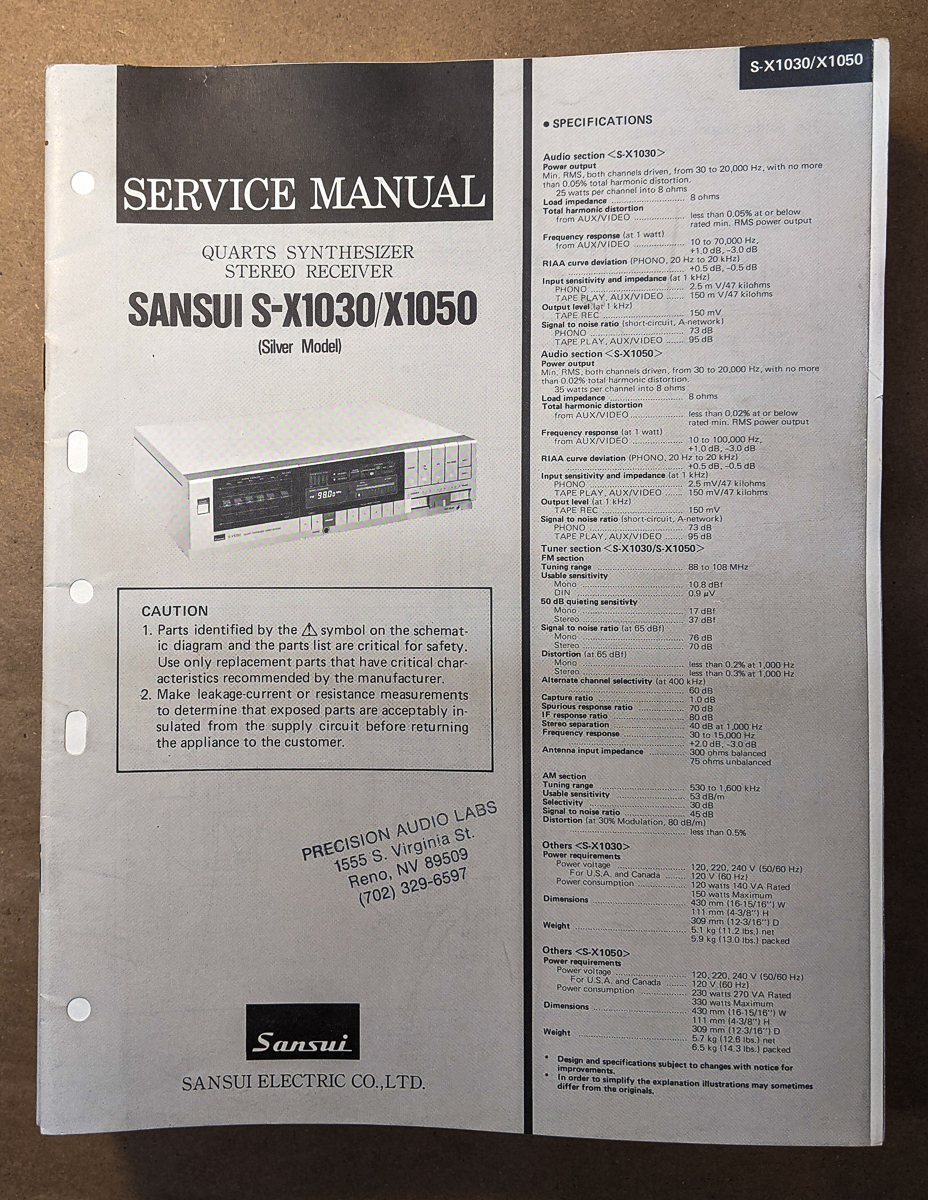 SERVICE MANUAL
QUARTS SYNTHESIZER
STEREO RECEIVER
SANSUI S-X1030/X1050
(Silver Model)
98.0
CAUTION
1. Parts identified by the ⚠ symbol on the schemat-
ic diagram and the parts list are critical for safety.
Use only replacement parts that have critical char-
acteristics recommended by the manufacturer.
2. Make leakage-current or resistance measurements
to determine that exposed parts are acceptably in-
sulated from the supply circuit before returning
the appliance to the customer.
PRECISION AUDIO LABS
1555 S. Virginia St.
Reno, NV 89509
(702) 329-6597
Sansui
SANSUI ELECTRIC CO.,LTD.
S-X1030/X1050
● SPECIFICATIONS
Audio section <S-X1030>
Power output
Min. RMS, both channels driven, from 30 to 20,000 Hz, with no more
than 0.05% total harmonic distortion.
25 watts per channel into 8 ohms
Load impedance ........ 8 ohms
Total harmonic distortion
from AUX/VIDEO ........ less than 0.05% at or below
rated min. RMS power output
Frequency response (at 1 watt)
from AUX/VIDEO ........ 10 to 70,000 Hz,
+1.0 dB, -3.0 dB
RIAA curve deviation (PHONO, 20 Hz to 20 kHz)
........ +0.5 dB, -0.5 dB
Input sensitivity and impedance (at 1 kHz)
PHONO ........ 2.5 m V/47 kilohms
TAPE PLAY, AUX/VIDEO ........ 150 m V/47 kilohms
Output level (at 1 kHz)
TAPE REC ........ 150 mV
Signal to noise ratio (short-circuit, A-network)
PHONO ........ 73 dB
TAPE PLAY, AUX/VIDEO ........ 95 dB
Audio section <S-X1050>
Power output
Min, RMS, both channels driven, from 30 to 20,000 Hz, with no more
than 0.02% total harmonic distortion.
35 watts per channel into 8 ohms
Load impedance ........ 8 ohms
Total harmonic distortion
from AUX/VIDEO ........ less than 0.02% at or below
rated min. RMS power output
Frequency response (at 1 watt)
from AUX/VIDEO ........ 10 to 100,000 Hz,
+1.0 dB, -3.0 dB
RIAA curve deviation (PHONO, 20 Hz to 20 kHz)
........ +0.5 dB, -0.5 dB
Input sensitivity and impedance (at 1 kHz)
PHONO ........ 2.5 mV/47 kilohms
TAPE PLAY, AUX/VIDEO ........ 150 mV/47 kilohms
Output level (at 1 kHz)
TAPE REC ........ 150 mV
Signal to noise ratio (short-circuit, A-network)
PHONO ........ 73 dB
TAPE PLAY, AUX/VIDEO ........ 95 dB
Tuner section <S-X1030/S-X1050>
FM section
Tuning range ........ 88 to 108 MHz
Usable sensitivity
Mono ........ 10.8 dBf
DIN ........ 0.9 μV
50 dB quieting sensitivity
Mono ........ 17 dBf
Stereo ........ 37 dBf
Signal to noise ratio (at 65 dBf)
Mono ........ 76 dB
Stereo ........ 70 dB
Distortion (at 65 dBf)
Mono ........ less than 0.2% at 1,000 Hz
Stereo ........ less than 0.3% at 1,000 Hz
Alternate channel selectivity (at 400 kHz)
........ 60 dB
Capture ratio ........ 1.0 dB
Spurious response ratio ........ 70 dB
IF response ratio ........ 80 dB
Stereo separation ........ 40 dB at 1,000 Hz
Frequency response ........ 30 to 15,000 Hz
+2.0 dB, -3.0 dB
Antenna input impedance ........ 300 ohms balanced
75 ohms unbalanced
AM section
Tuning range ........ 530 to 1,600 kHz
Usable sensitivity ........ 53 dB/m
Selectivity ........ 30 dB
Signal to noise ratio ........ 45 dB
Distortion (at 30% Modulation, 80 dB/m)
........ less than 0.5%
Others <S-X1030>
Power requirements
Power voltage ........ 120, 220, 240 V (50/60 Hz)
For U.S.A. and Canada ........ 120 V (60 Hz)
Power consumption ........ 120 watts 140 VA Rated
150 watts Maximum
Dimensions ........ 430 mm (16-15/16") W
111 mm (4-3/8") H
309 mm (12-3/16") D
Weight ........ 5.1 kg (11.2 lbs.) net
5.9 kg (13.0 lbs.) packed
Others <S-X1050>
Power requirements
Power voltage ........ 120, 220, 240 V (50/60 Hz)
For U.S.A. and Canada ........ 120 V (60 Hz)
Power consumption ........ 230 watts 270 VA Rated
330 watts Maximum
Dimensions ........ 430 mm (16-15/16") W
111 mm (4-3/8") H
309 mm (12-3/16") D
Weight ........ 5.7 kg (12.6 lbs.) net
6.5 kg (14.3 lbs.) packed
* Design and specifications subject to changes with notice for
improvements.
* In order to simplify the explanation illustrations may sometimes
differ from the originals.